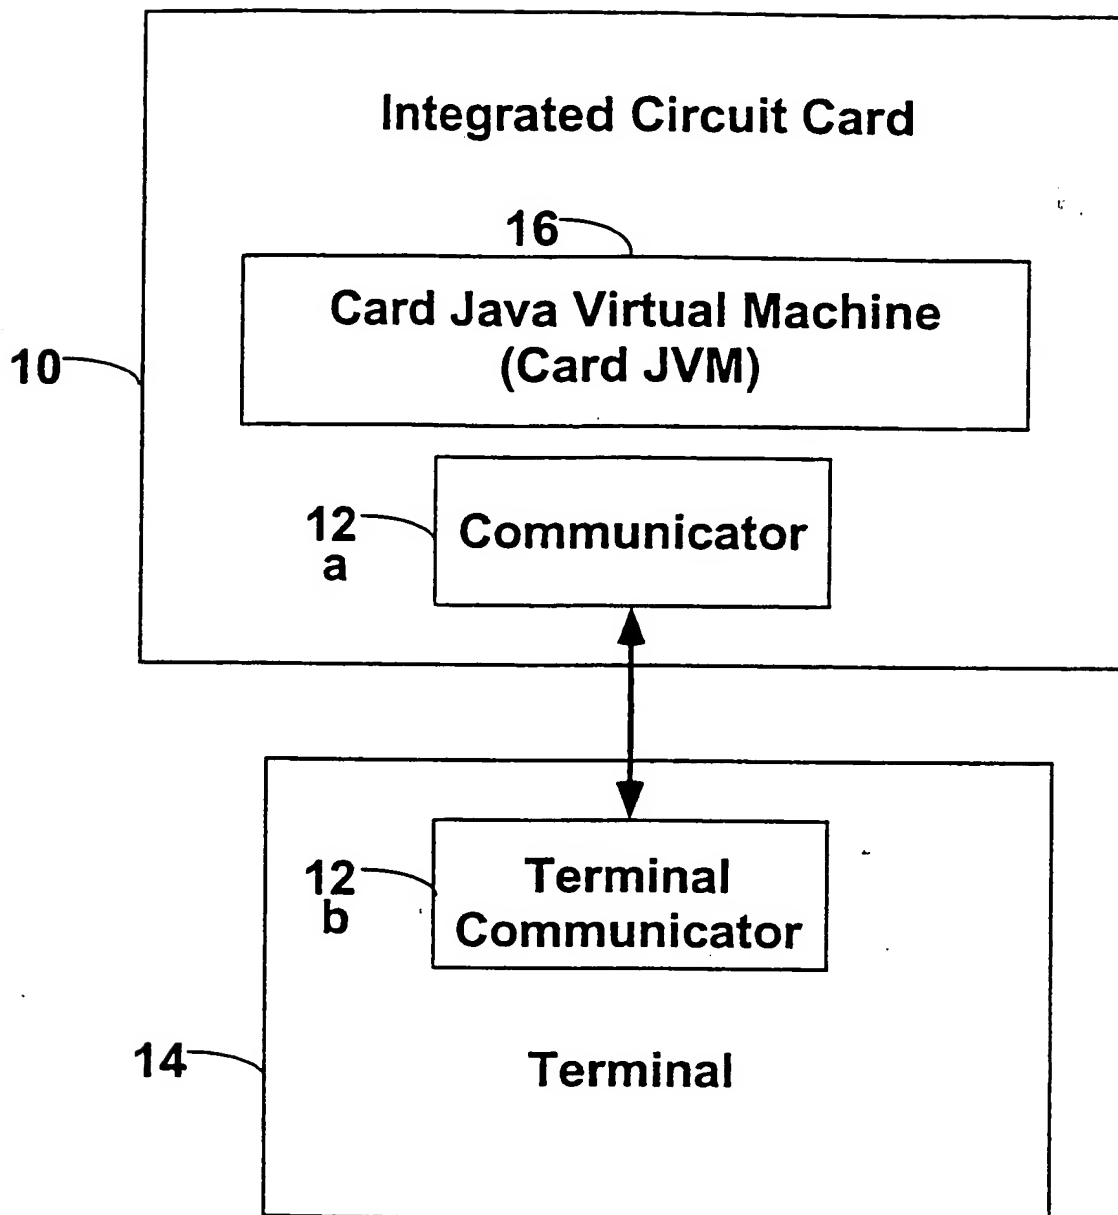 Integrated Circuit Card
16
Card Java Virtual Machine
(Card JVM)
10
12
a
Communicator
12
b
Terminal
Communicator
14
Terminal